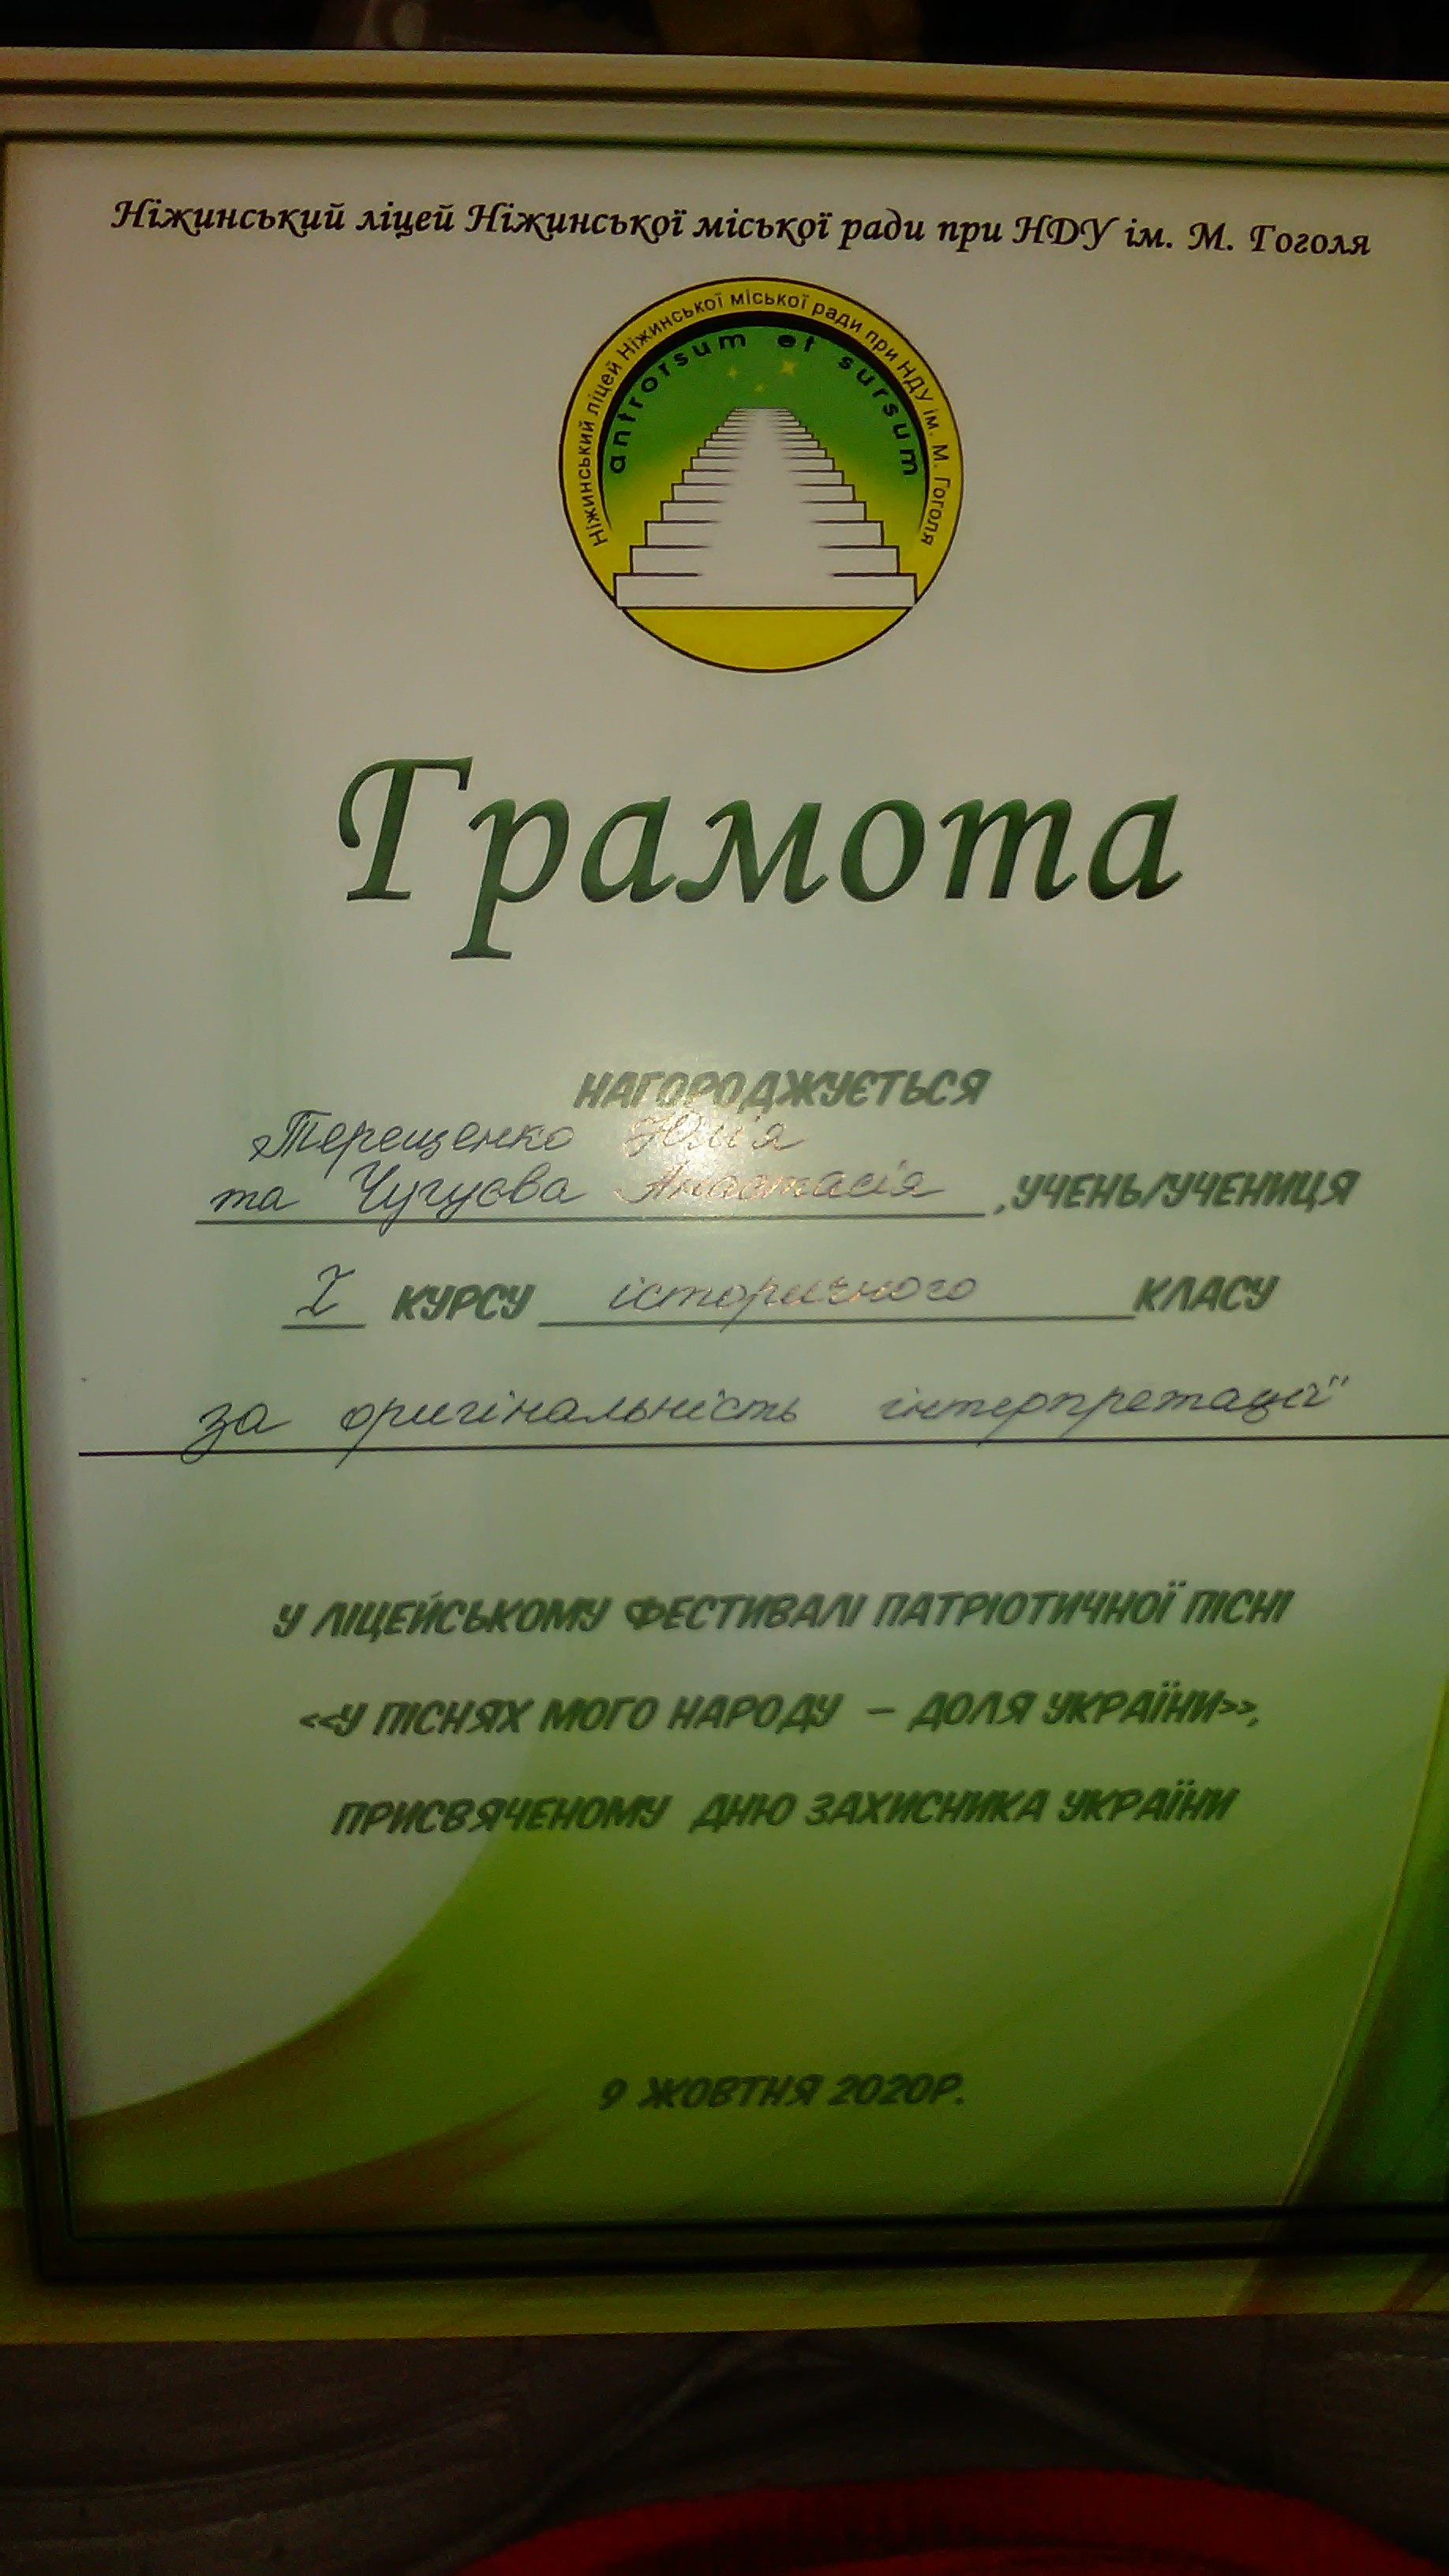 Ніжинський ліцей Ніжинської міської ради при НДУ ім. М. Гоголя
Ніжинський ліцей Ніжинської міської ради при НДУ ім. М. Гоголя
antrorsum et sursum
Грамота
НАГОРОДЖУЄТЬСЯ
Терещенко Юлія
та Чугуєва Анастасія , УЧЕНЬ/УЧЕНИЦЯ
I КУРСУ історичного КЛАСУ
за оригінальність інтерпретації
У ЛІЦЕЙСЬКОМУ ФЕСТИВАЛІ ПАТРІОТИЧНОЇ ПІСНІ
«У ПІСНЯХ МОГО НАРОДУ – ДОЛЯ УКРАЇНИ»,
ПРИСВЯЧЕНОМУ ДНЮ ЗАХИСНИКА УКРАЇНИ
9 ЖОВТНЯ 2020Р.